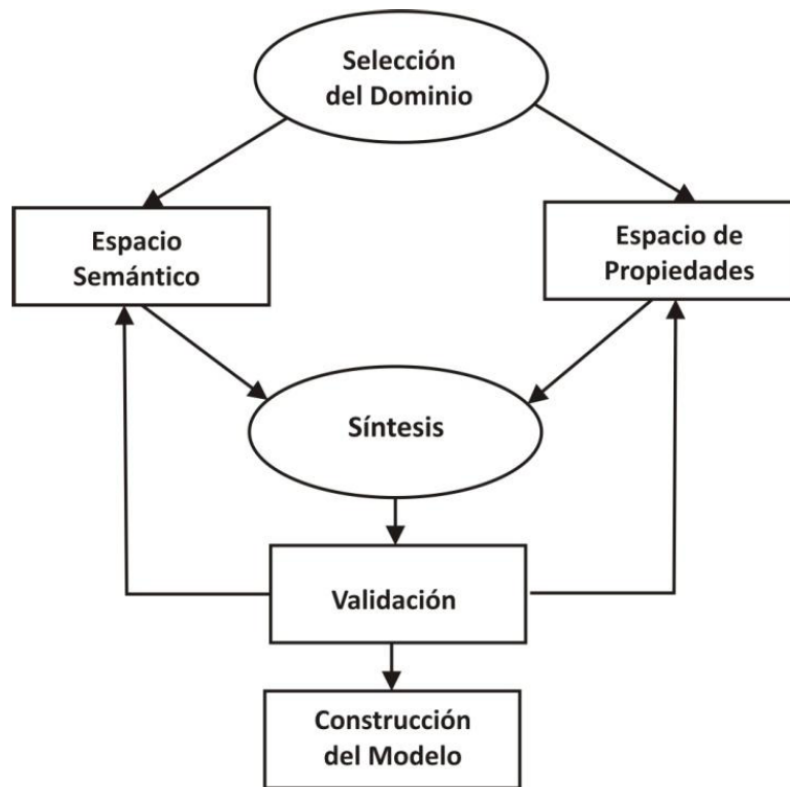 Selección
del Dominio
Espacio
Semántico
Espacio de
Propiedades
Síntesis
Validación
Construcción
del Modelo